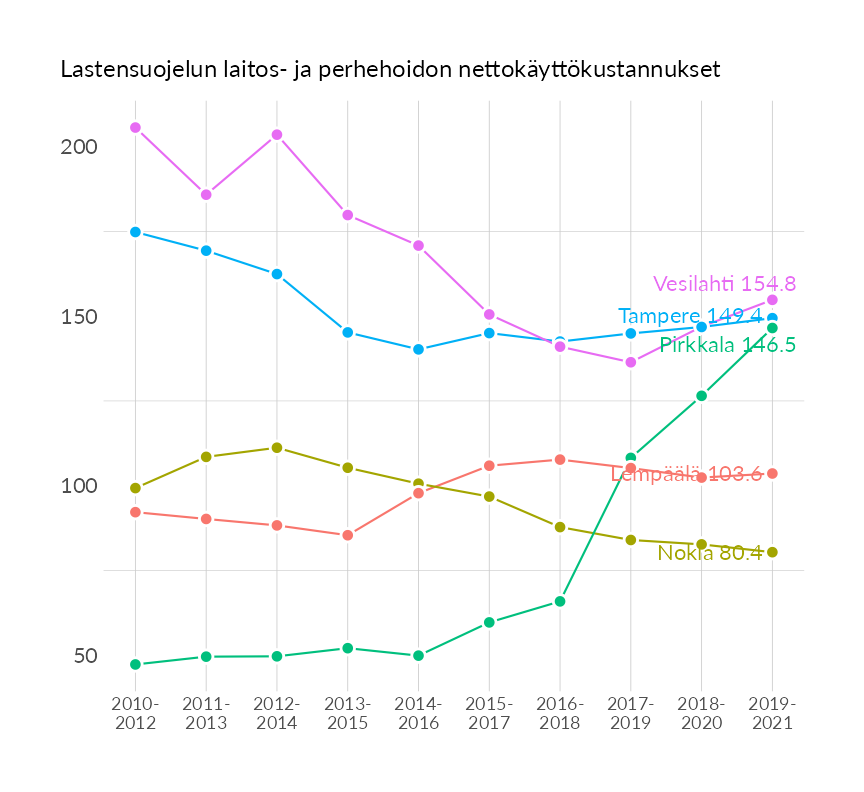 Lastensuojelun laitos- ja perhehoidon nettokäyttökustannukset
200
150
100
50
Vesilahti 154.8
Tampere 149.4
Pirkkala 146.5
Lempäälä 103.6
Nokia 80.4
2010- 2011- 2012- 2013- 2014- 2015- 2016- 2017- 2018- 2019-
2012 2013 2014 2015 2016 2017 2018 2019 2020 2021